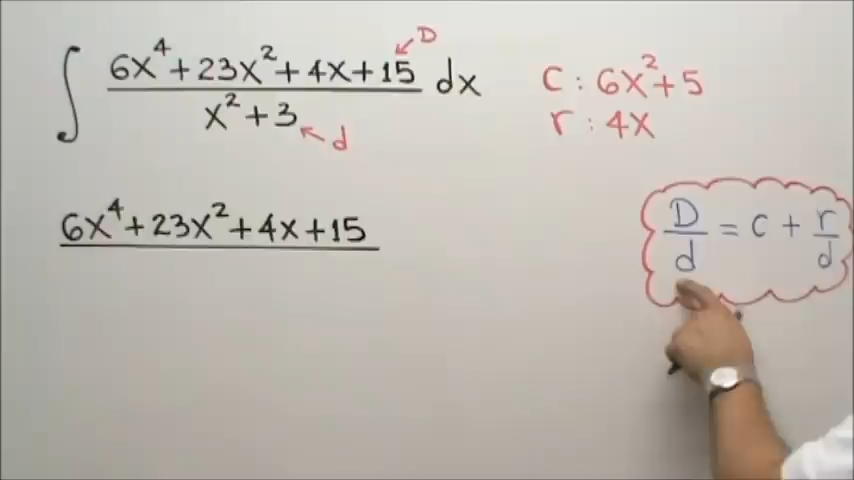 ∫ (6x⁴+23x²+4x+15)/(x²+3) dx
D
d
C : 6x²+5
r : 4x
6x⁴+23x²+4x+15
D/d = c + r/d